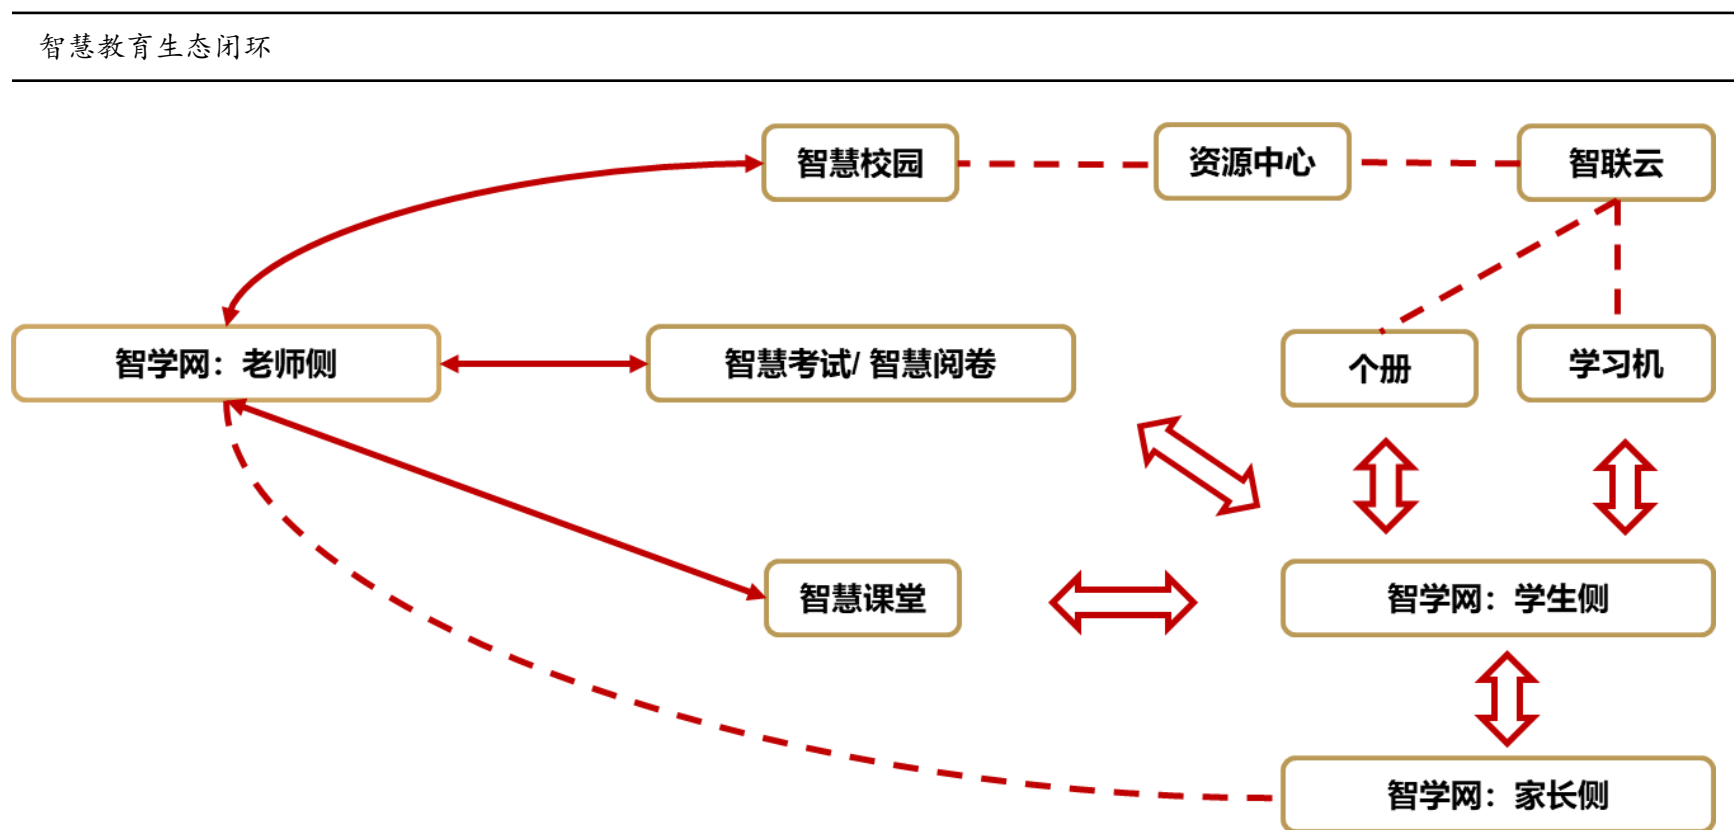 智慧教育生态闭环
智慧校园
资源中心
智联云
智学网：老师侧
智慧考试/ 智慧阅卷
个册
学习机
智慧课堂
智学网：学生侧
智学网：家长侧